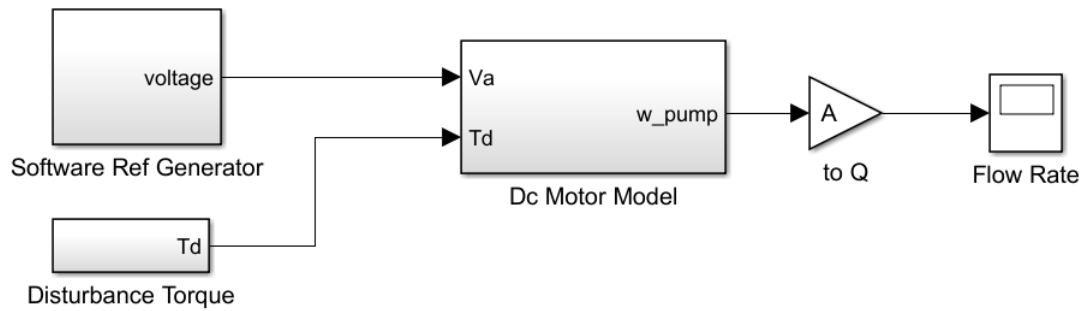 voltage
Software Ref Generator
Td
Disturbance Torque
Va
Td
w_pump
Dc Motor Model
A
to Q
Flow Rate